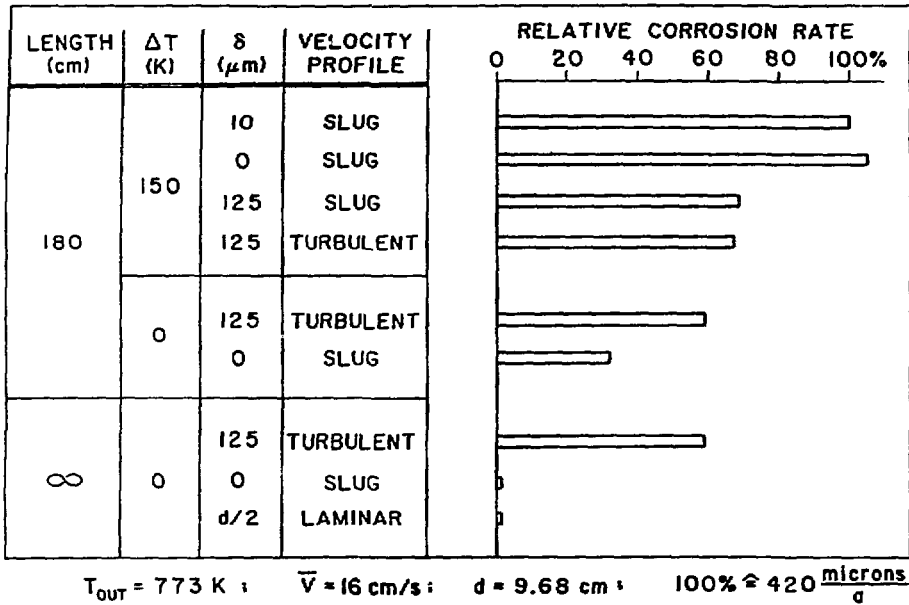 LENGTH (cm) ΔT (K) δ (μm) VELOCITY PROFILE RELATIVE CORROSION RATE
0 20 40 60 80 100%
180 150 10 SLUG
0 SLUG
125 SLUG
125 TURBULENT
0 125 TURBULENT
0 SLUG
∞ 0 125 TURBULENT
0 SLUG
d/2 LAMINAR
T_OUT = 773 K ; V̅ = 16 cm/s ; d = 9.68 cm ; 100% ≙ 420 microns/a